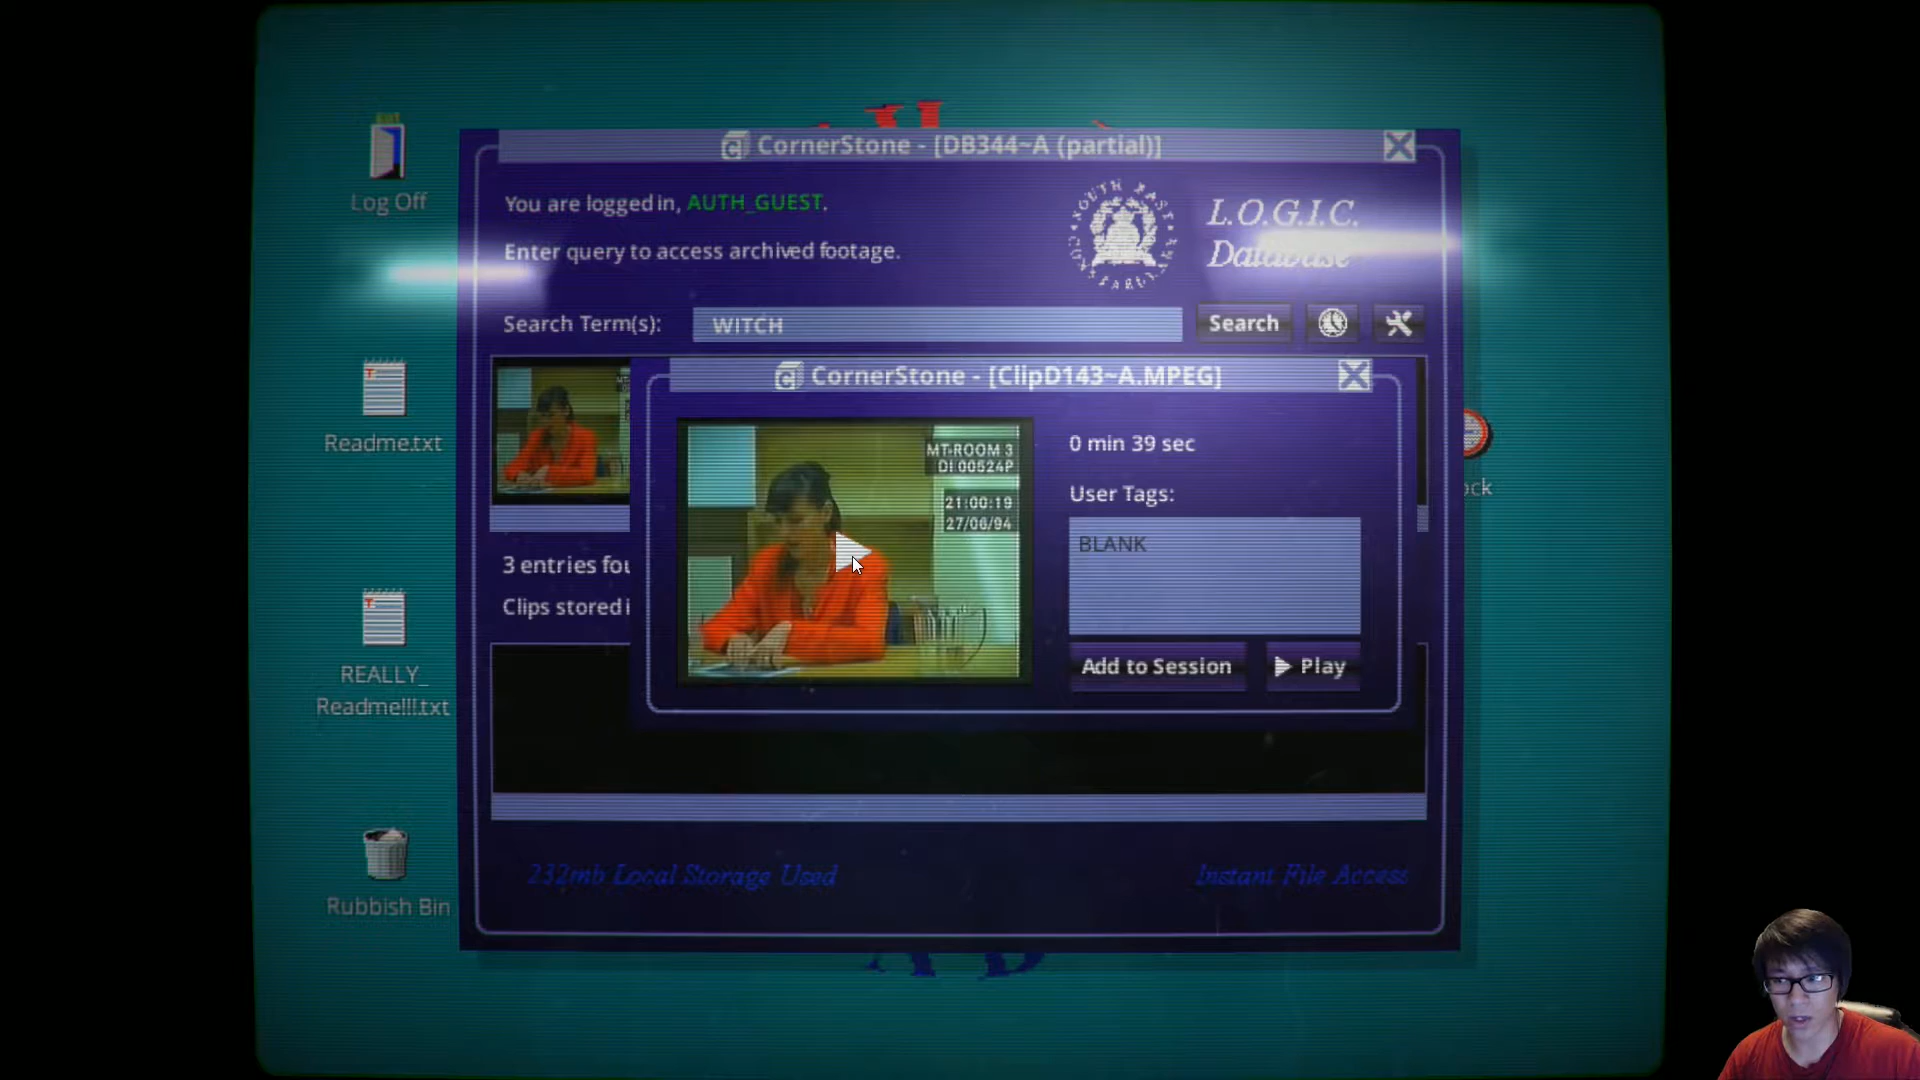 CornerStone - [DB344~A (partial)]
You are logged in, AUTH_GUEST.
Enter query to access archived footage.
L.O.G.I.C.
Database
Search Term(s):
WITCH
Search
CornerStone - [ClipD143~A.MPEG]
MT-ROOM 3
DI:00524P
21:00:19
27/06/94
0 min 39 sec
User Tags:
BLANK
Add to Session
Play
3 entries fou
Clips stored i
232mb Local Storage Used
Instant File Access
Log Off
Readme.txt
REALLY_
Readme!!!.txt
Rubbish Bin
ock